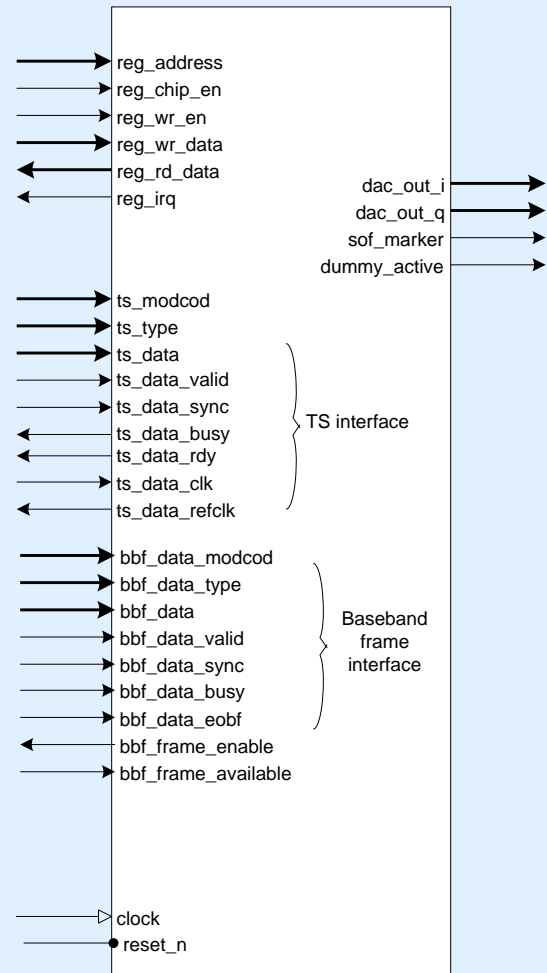 reg_address
reg_chip_en
reg_wr_en
reg_wr_data
reg_rd_data
reg_irq
dac_out_i
dac_out_q
sof_marker
dummy_active
ts_modcod
ts_type
ts_data
ts_data_valid
ts_data_sync
ts_data_busy
ts_data_rdy
ts_data_clk
ts_data_refclk
TS interface
bbf_data_modcod
bbf_data_type
bbf_data
bbf_data_valid
bbf_data_sync
bbf_data_busy
bbf_data_eobf
bbf_frame_enable
bbf_frame_available
Baseband
frame
interface
clock
reset_n